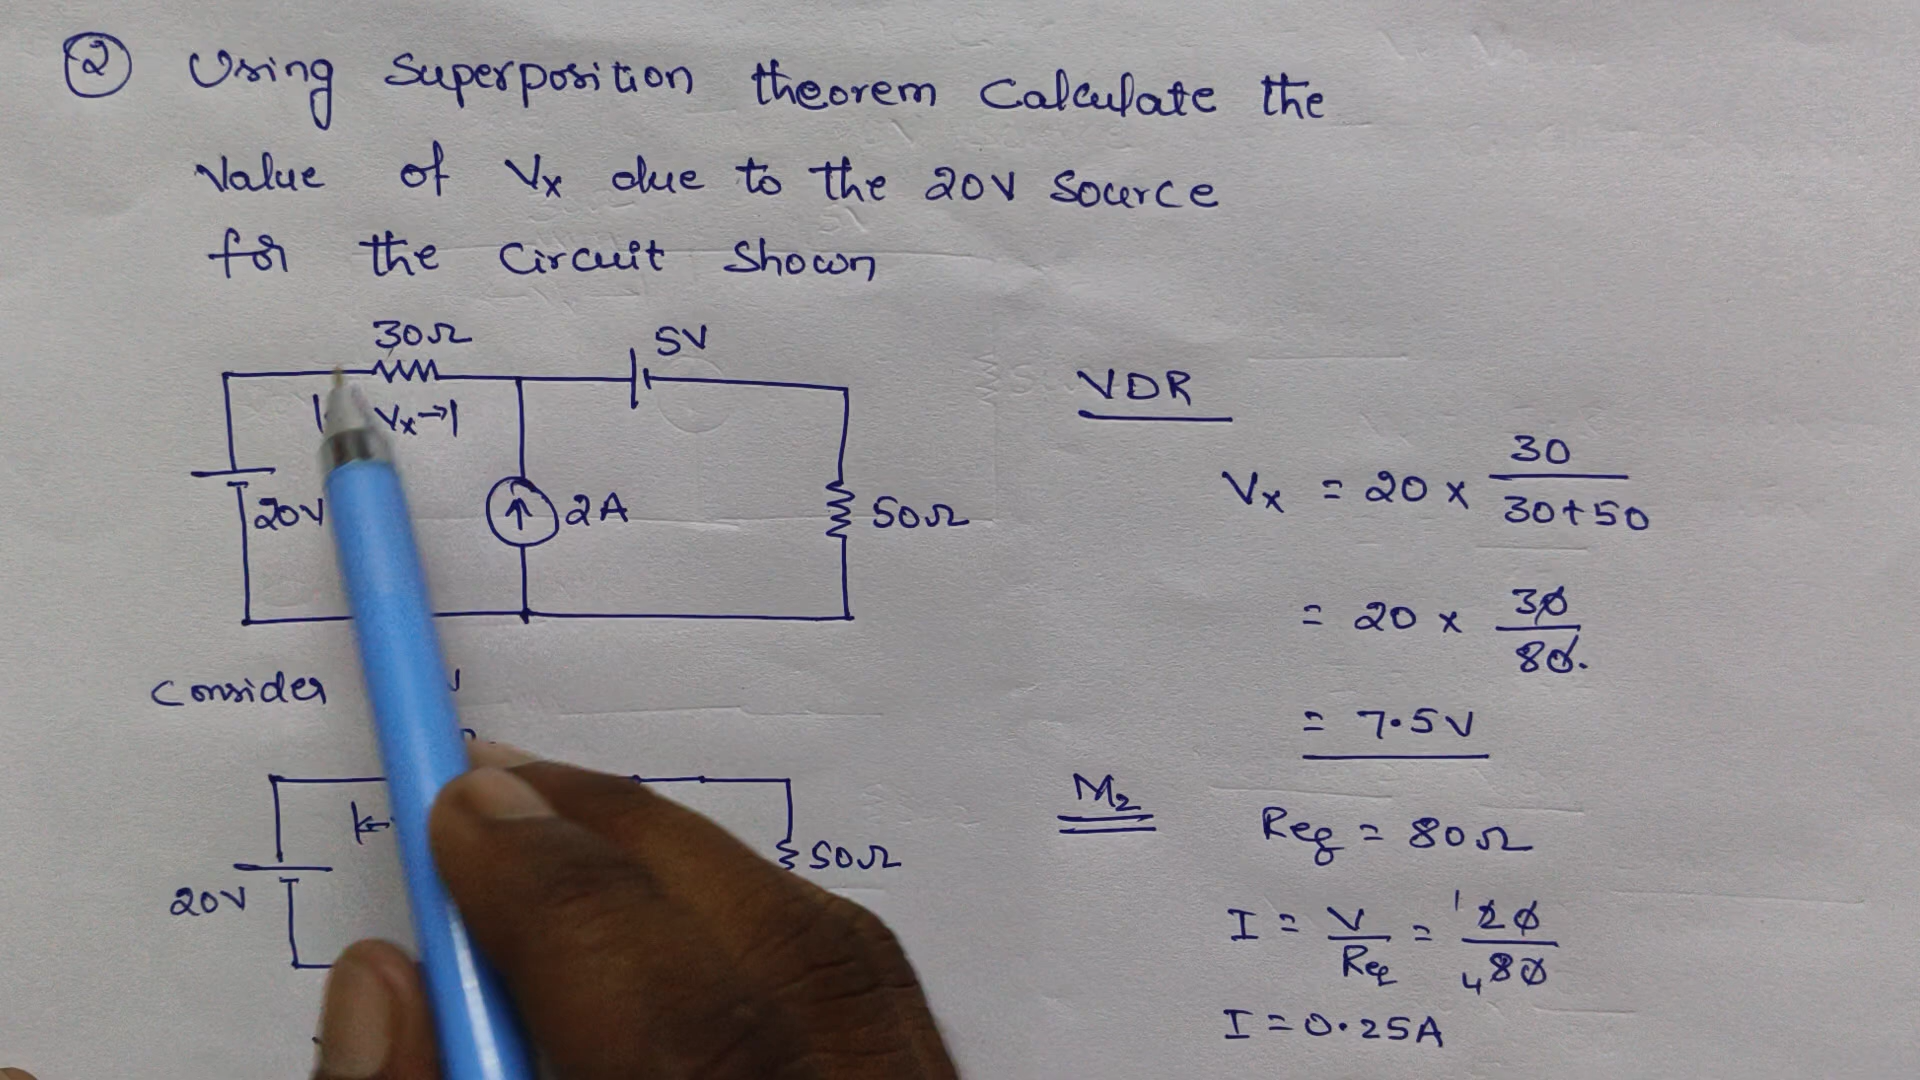 2 Using Superposition theorem Calculate the
Value of Vx due to the 20V Source
for the Circuit Shown
30Ω
5V
Vx
20V
2A
50Ω
Consider
20V
50Ω
VDR
Vx = 20 × 30/30+50
= 20 × 30/80.
= 7.5V
M2
Req = 80Ω
I = V/Req = 1 20/4 80
I = 0.25A